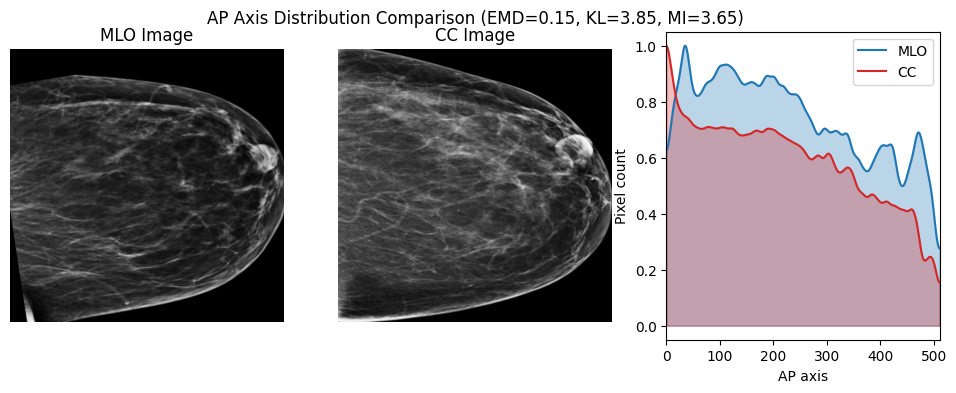 AP Axis Distribution Comparison (EMD=0.15, KL=3.85, MI=3.65)
MLO Image
CC Image
MLO
CC
Pixel count
1.0
0.8
0.6
0.4
0.2
0.0
0 100 200 300 400 500
AP axis